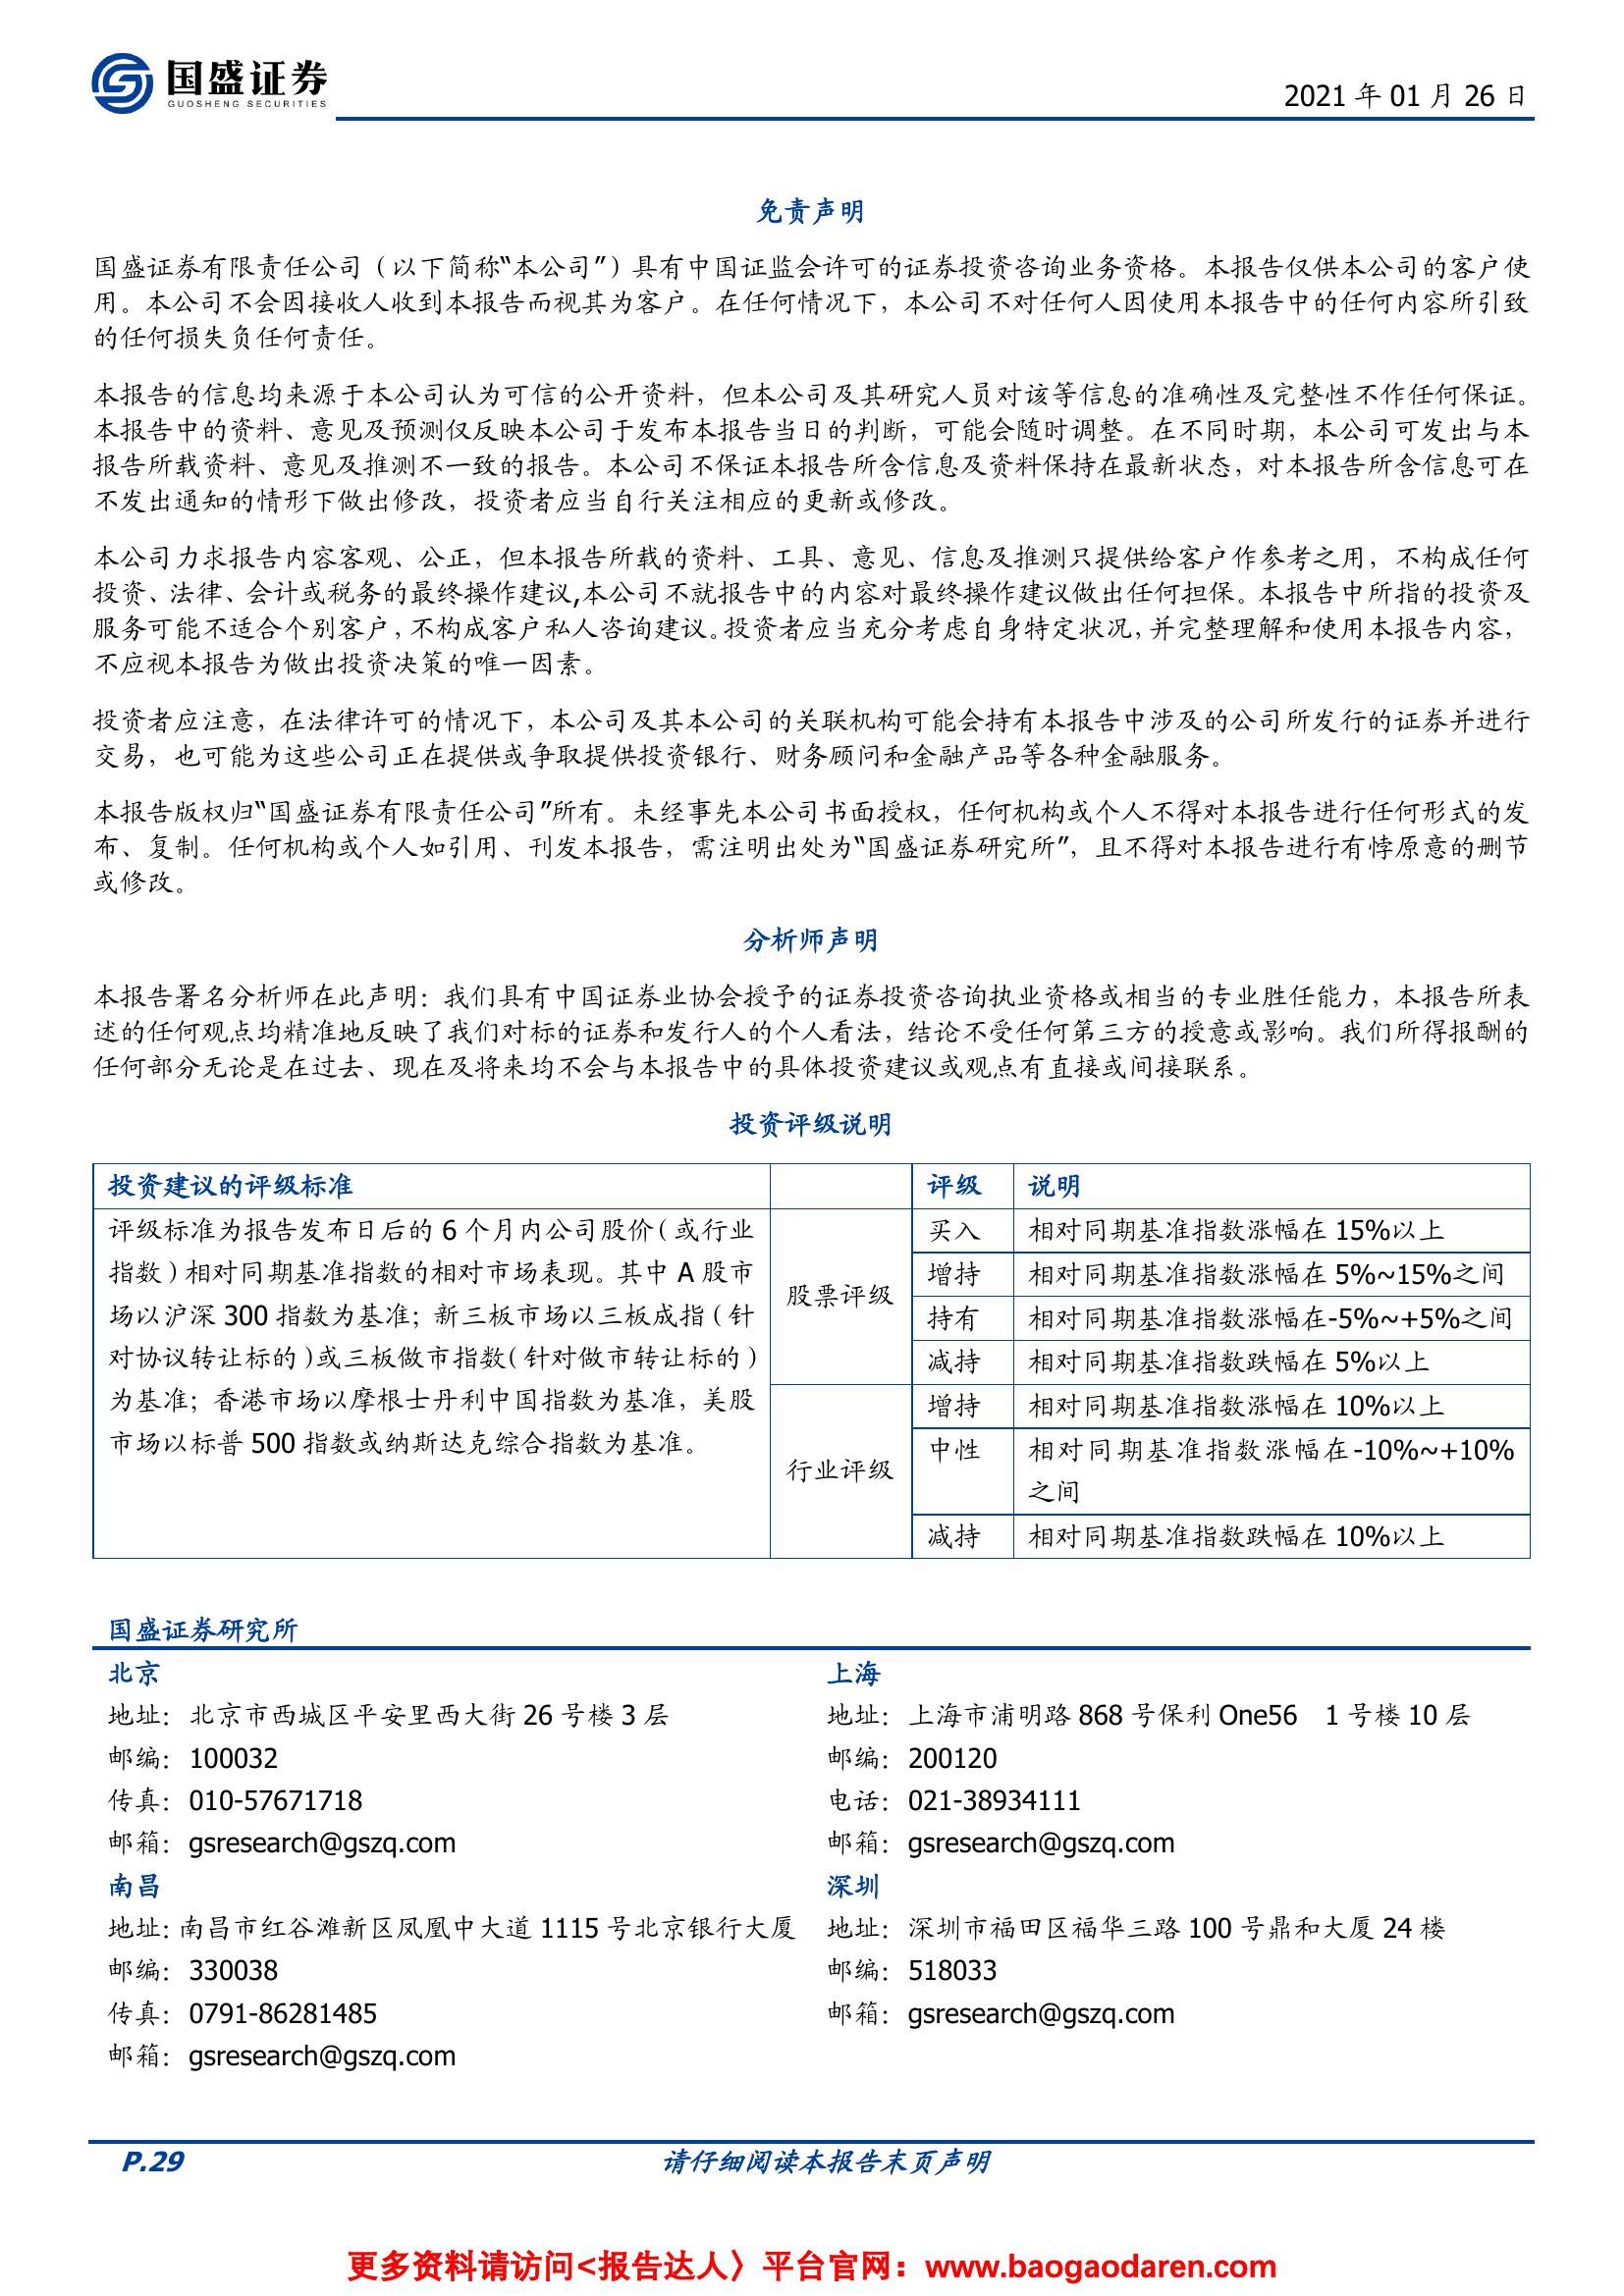 国盛证券
GUOSHENG SECURITIES
2021 年 01 月 26 日
免责声明
国盛证券有限责任公司（以下简称“本公司”）具有中国证监会许可的证券投资咨询业务资格。本报告仅供本公司的客户使
用。本公司不会因接收人收到本报告而视其为客户。在任何情况下，本公司不对任何人因使用本报告中的任何内容所引致
的任何损失负任何责任。
本报告的信息均来源于本公司认为可信的公开资料，但本公司及其研究人员对该等信息的准确性及完整性不作任何保证。
本报告中的资料、意见及预测仅反映本公司于发布本报告当日的判断，可能会随时调整。在不同时期，本公司可发出与本
报告所载资料、意见及推测不一致的报告。本公司不保证本报告所含信息及资料保持在最新状态，对本报告所含信息可在
不发出通知的情形下做出修改，投资者应当自行关注相应的更新或修改。
本公司力求报告内容客观、公正，但本报告所载的资料、工具、意见、信息及推测只提供给客户作参考之用，不构成任何
投资、法律、会计或税务的最终操作建议,本公司不就报告中的内容对最终操作建议做出任何担保。本报告中所指的投资及
服务可能不适合个别客户，不构成客户私人咨询建议。投资者应当充分考虑自身特定状况，并完整理解和使用本报告内容，
不应视本报告为做出投资决策的唯一因素。
投资者应注意，在法律许可的情况下，本公司及其本公司的关联机构可能会持有本报告中涉及的公司所发行的证券并进行
交易，也可能为这些公司正在提供或争取提供投资银行、财务顾问和金融产品等各种金融服务。
本报告版权归“国盛证券有限责任公司”所有。未经事先本公司书面授权，任何机构或个人不得对本报告进行任何形式的发
布、复制。任何机构或个人如引用、刊发本报告，需注明出处为“国盛证券研究所”，且不得对本报告进行有悖原意的删节
或修改。
分析师声明
本报告署名分析师在此声明：我们具有中国证券业协会授予的证券投资咨询执业资格或相当的专业胜任能力，本报告所表
述的任何观点均精准地反映了我们对标的证券和发行人的个人看法，结论不受任何第三方的授意或影响。我们所得报酬的
任何部分无论是在过去、现在及将来均不会与本报告中的具体投资建议或观点有直接或间接联系。
投资评级说明
投资建议的评级标准 评级 说明
评级标准为报告发布日后的 6 个月内公司股价（或行业
指数）相对同期基准指数的相对市场表现。其中 A 股市
场以沪深 300 指数为基准；新三板市场以三板成指（针
对协议转让标的）或三板做市指数（针对做市转让标的）
为基准；香港市场以摩根士丹利中国指数为基准，美股
市场以标普 500 指数或纳斯达克综合指数为基准。
股票评级
买入 相对同期基准指数涨幅在 15%以上
增持 相对同期基准指数涨幅在 5%~15%之间
持有 相对同期基准指数涨幅在-5%~+5%之间
减持 相对同期基准指数跌幅在 5%以上
行业评级
增持 相对同期基准指数涨幅在 10%以上
中性 相对同期基准指数涨幅在-10%~+10%
之间
减持 相对同期基准指数跌幅在 10%以上
国盛证券研究所
北京
地址：北京市西城区平安里西大街 26 号楼 3 层
邮编：100032
传真：010-57671718
邮箱：gsresearch@gszq.com
上海
地址：上海市浦明路 868 号保利 One56 1 号楼 10 层
邮编：200120
电话：021-38934111
邮箱：gsresearch@gszq.com
南昌
地址：南昌市红谷滩新区凤凰中大道 1115 号北京银行大厦
邮编：330038
传真：0791-86281485
邮箱：gsresearch@gszq.com
深圳
地址：深圳市福田区福华三路 100 号鼎和大厦 24 楼
邮编：518033
邮箱：gsresearch@gszq.com
P.29 请仔细阅读本报告末页声明
更多资料请访问<报告达人〉平台官网：www.baogaodaren.com